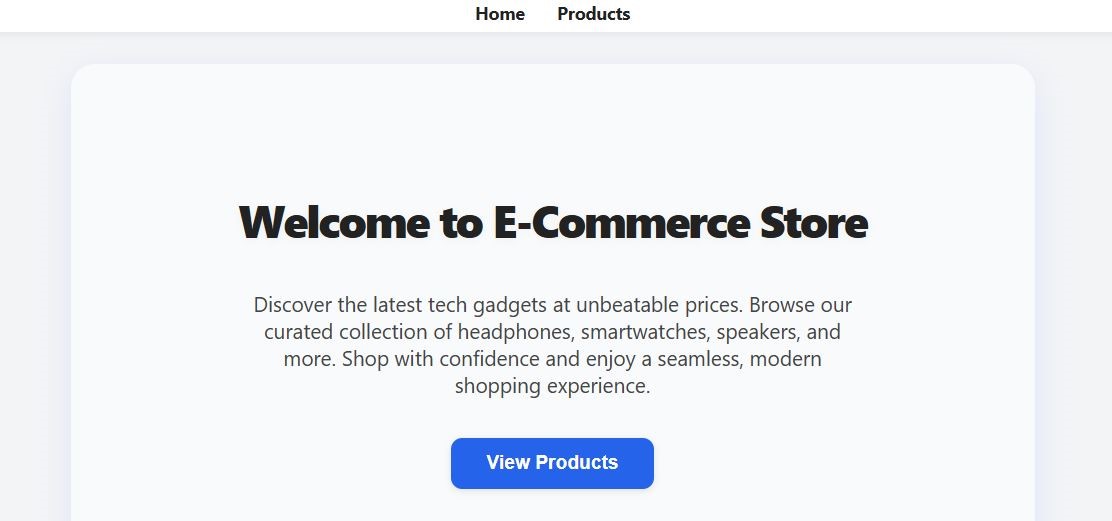 Home Products
Welcome to E-Commerce Store
Discover the latest tech gadgets at unbeatable prices. Browse our
curated collection of headphones, smartwatches, speakers, and
more. Shop with confidence and enjoy a seamless, modern
shopping experience.
View Products